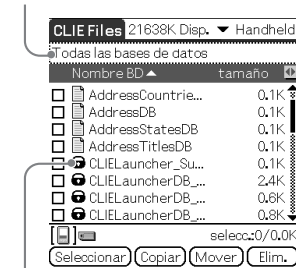 CLIE Files 21638K Disp. ▼ Handheld
Todas las bases de datos
Nombre BD ▲ tamaño
AddressCountrie... 0.1K
AddressDB 0.1K
AddressStatesDB 0.1K
AddressTitlesDB 0.1K
CLIELauncher_Su... 0.1K
CLIELauncherDB_... 2.4K
CLIELauncherDB_... 0.6K
CLIELauncherDB_... 0.8K
selecc.:0/0.0K
Seleccionar Copiar Mover Elim.